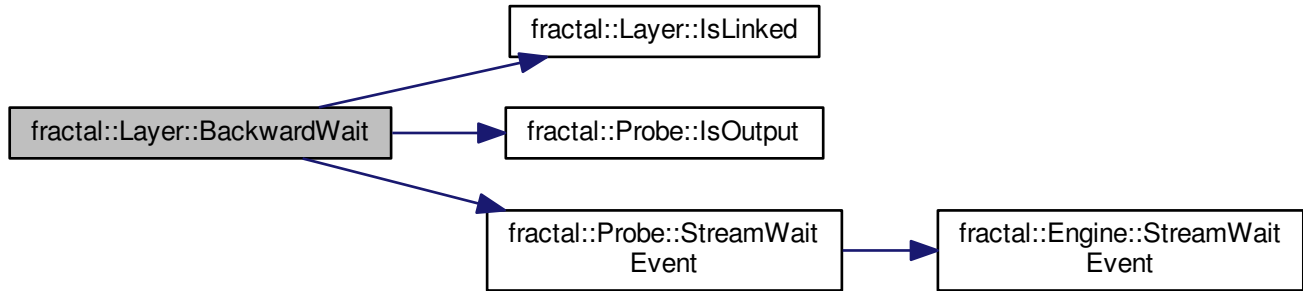 fractal::Layer::IsLinked
fractal::Layer::BackwardWait
fractal::Probe::IsOutput
fractal::Probe::StreamWait
Event
fractal::Engine::StreamWait
Event